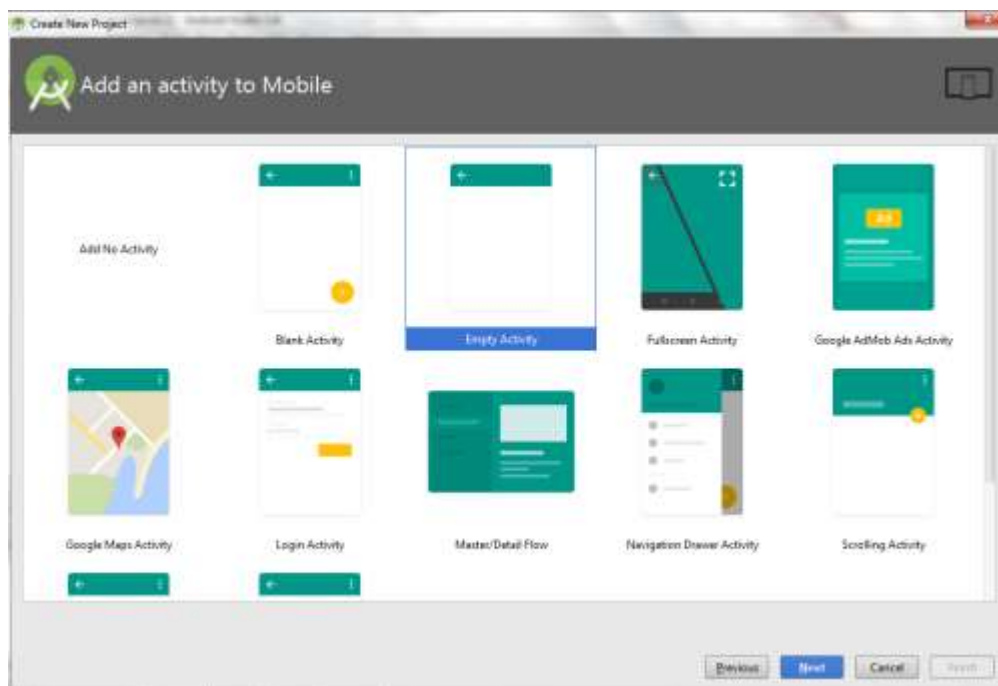 Create New Project
Add an activity to Mobile
Add No Activity
Blank Activity
Empty Activity
Fullscreen Activity
Google AdMob Ads Activity
Ad
Google Maps Activity
Login Activity
Master/Detail Flow
Navigation Drawer Activity
Scrolling Activity
Previous
Next
Cancel
Finish